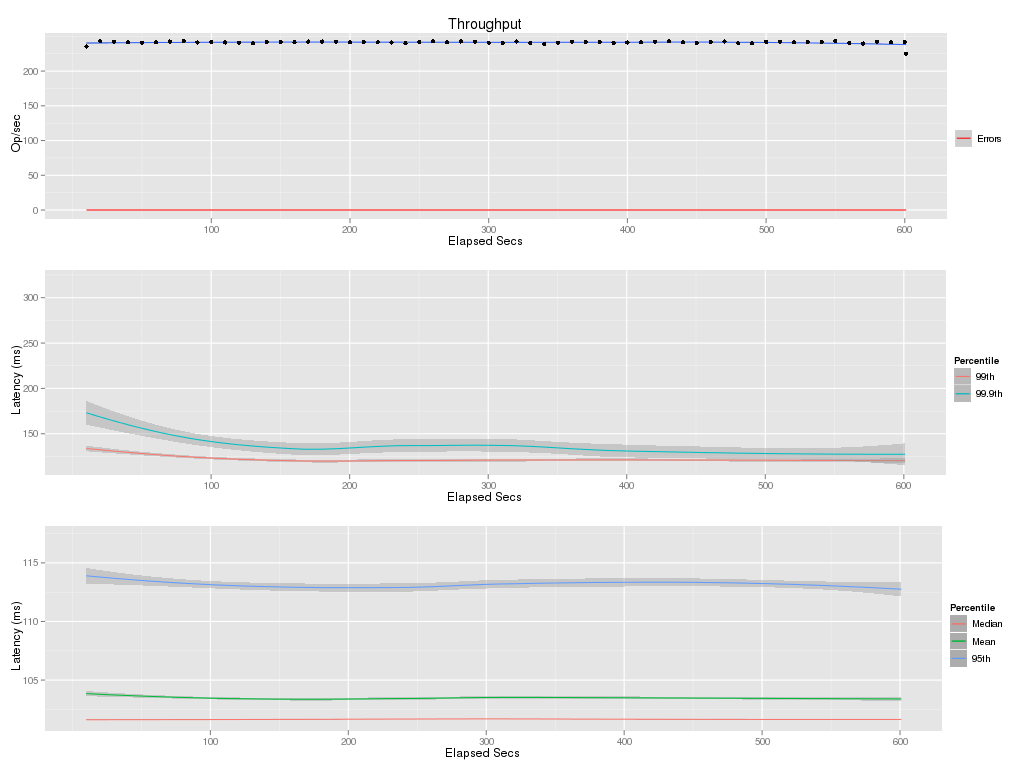 Throughput
Op/sec
200
150
100
50
0
100 200 300 400 500 600
Elapsed Secs
Errors
Latency (ms)
300
250
200
150
100 200 300 400 500 600
Elapsed Secs
Percentile
99th
99.9th
Latency (ms)
115
110
105
100 200 300 400 500 600
Elapsed Secs
Percentile
Median
Mean
95th